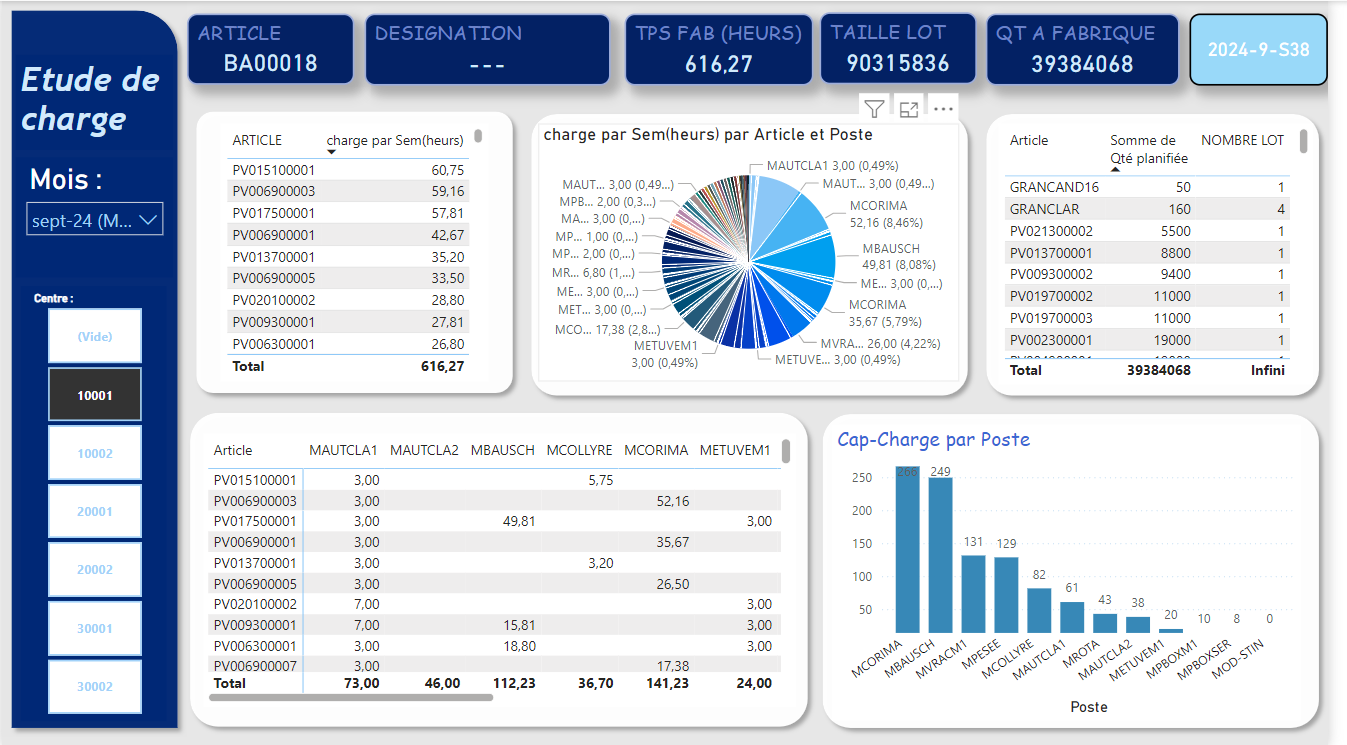 Etude de
charge
Mois :
sept-24 (M...
Centre :
(Vide)
10001
10002
20001
20002
30001
30002
ARTICLE
BA00018
DESIGNATION
---
TPS FAB (HEURS)
616,27
TAILLE LOT
90315836
QT A FABRIQUE
39384068
2024-9-S38
ARTICLE charge par Sem(heurs)
PV015100001 60,75
PV006900003 59,16
PV017500001 57,81
PV006900001 42,67
PV013700001 35,20
PV006900005 33,50
PV020100002 28,80
PV009300001 27,81
PV006300001 26,80
Total 616,27
charge par Sem(heurs) par Article et Poste
MAUTCLA1 3,00 (0,49%)
MAUT... 3,00 (0,49...)
MCORIMA
52,16 (8,46%)
MBAUSCH
49,81 (8,08%)
ME... 3,00 (0,...)
MCORIMA
35,67 (5,79%)
MVRA... 26,00 (4,22%)
METUVE... 3,00 (0,49%)
METUVEM1
3,00 (0,49%)
MCO... 17,38 (2,8...)
MET... 3,00 (0,...)
ME... 3,00 (0,...)
MR... 6,80 (1,...)
MP... 2,00 (0,...)
MP... 1,00 (0,...)
MA... 3,00 (0,...)
MPB... 2,00 (0,3...)
MAUT... 3,00 (0,49...)
Article Somme de NOMBRE LOT
Qté planifiée
GRANCAND16 50 1
GRANCLAR 160 4
PV021300002 5500 1
PV013700001 8800 1
PV009300002 9400 1
PV019700002 11000 1
PV019700003 11000 1
PV002300001 19000 1
Total 39384068 Infini
Article MAUTCLA1 MAUTCLA2 MBAUSCH MCOLLYRE MCORIMA METUVEM1
PV015100001 3,00 5,75
PV006900003 3,00 52,16
PV017500001 3,00 49,81 3,00
PV006900001 3,00 35,67
PV013700001 3,00 3,20
PV006900005 3,00 26,50
PV020100002 7,00 3,00
PV009300001 7,00 15,81 3,00
PV006300001 3,00 18,80 3,00
PV006900007 3,00 17,38
Total 73,00 46,00 112,23 36,70 141,23 24,00
Cap-Charge par Poste
250
200
150
100
50
266
249
131
129
82
61
43
38
20
10
8
0
MCORIMA
MBAUSCH
MVRACM1
MPESEE
MCOLLYRE
MAUTCLA1
MROTA
MAUTCLA2
METUVEM1
MPBOXM1
MPBOXSER
MOD-STIN
Poste